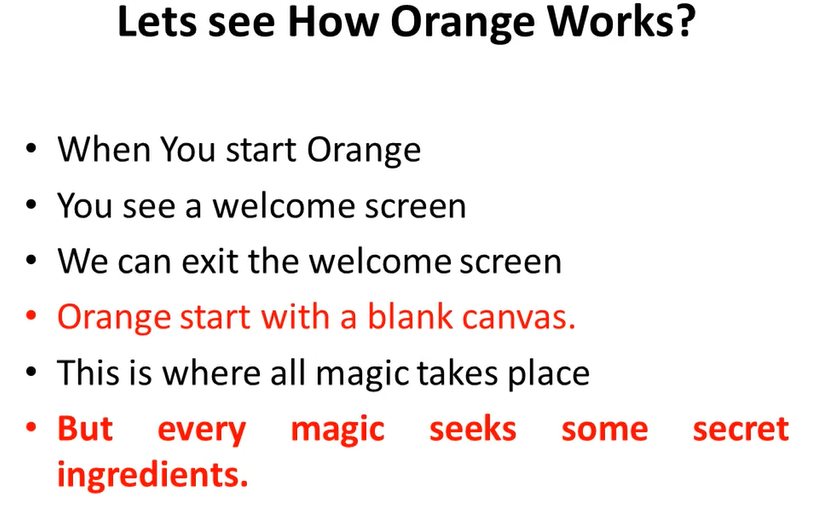 Lets see How Orange Works?
• When You start Orange
• You see a welcome screen
• We can exit the welcome screen
• Orange start with a blank canvas.
• This is where all magic takes place
• But every magic seeks some secret
ingredients.